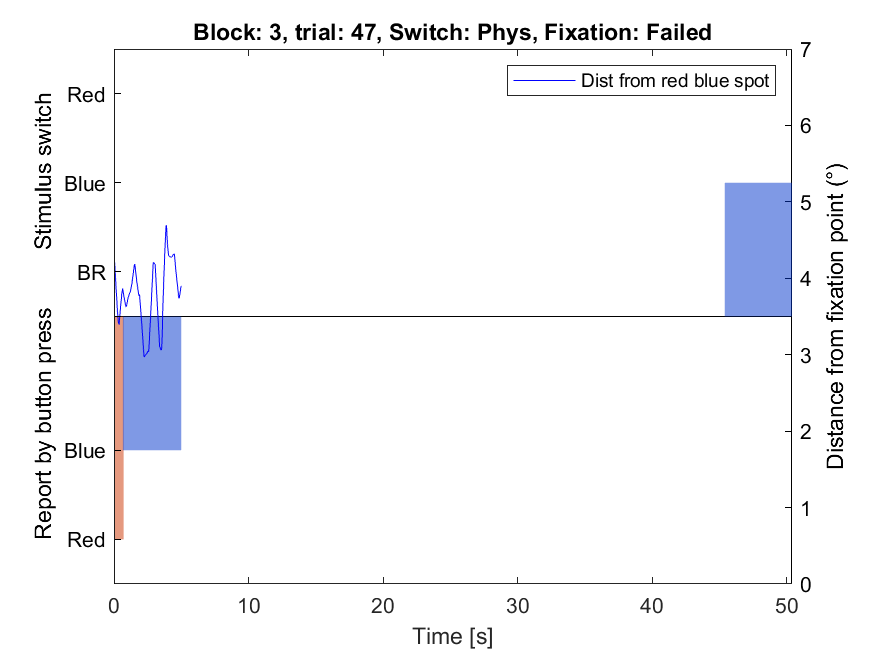 Block: 3, trial: 47, Switch: Phys, Fixation: Failed
Dist from red blue spot
Stimulus switch
Red
Blue
BR
Report by button press
Blue
Red
7
6
5
4
3
2
1
0
Distance from fixation point (°)
0 10 20 30 40 50
Time [s]